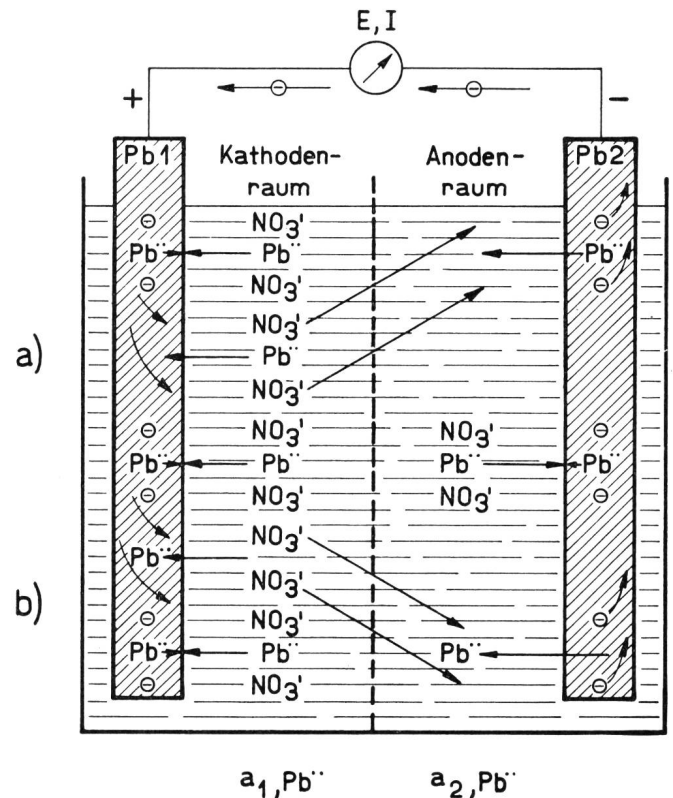 E, I
⊖ ⊖
+ −
Pb1 Kathoden- Anoden- Pb2
raum raum
⊖ NO₃' ⊖
Pb¨ Pb¨ Pb¨
⊖ NO₃' ⊖
NO₃'
a) Pb¨
NO₃'
⊖ NO₃' NO₃' ⊖
Pb¨ Pb¨ Pb¨ Pb¨
⊖ NO₃' NO₃' ⊖
NO₃'
Pb¨
b) NO₃'
⊖ NO₃' ⊖
Pb¨ Pb¨ Pb¨
⊖ NO₃' ⊖
a₁,Pb¨ a₂,Pb¨